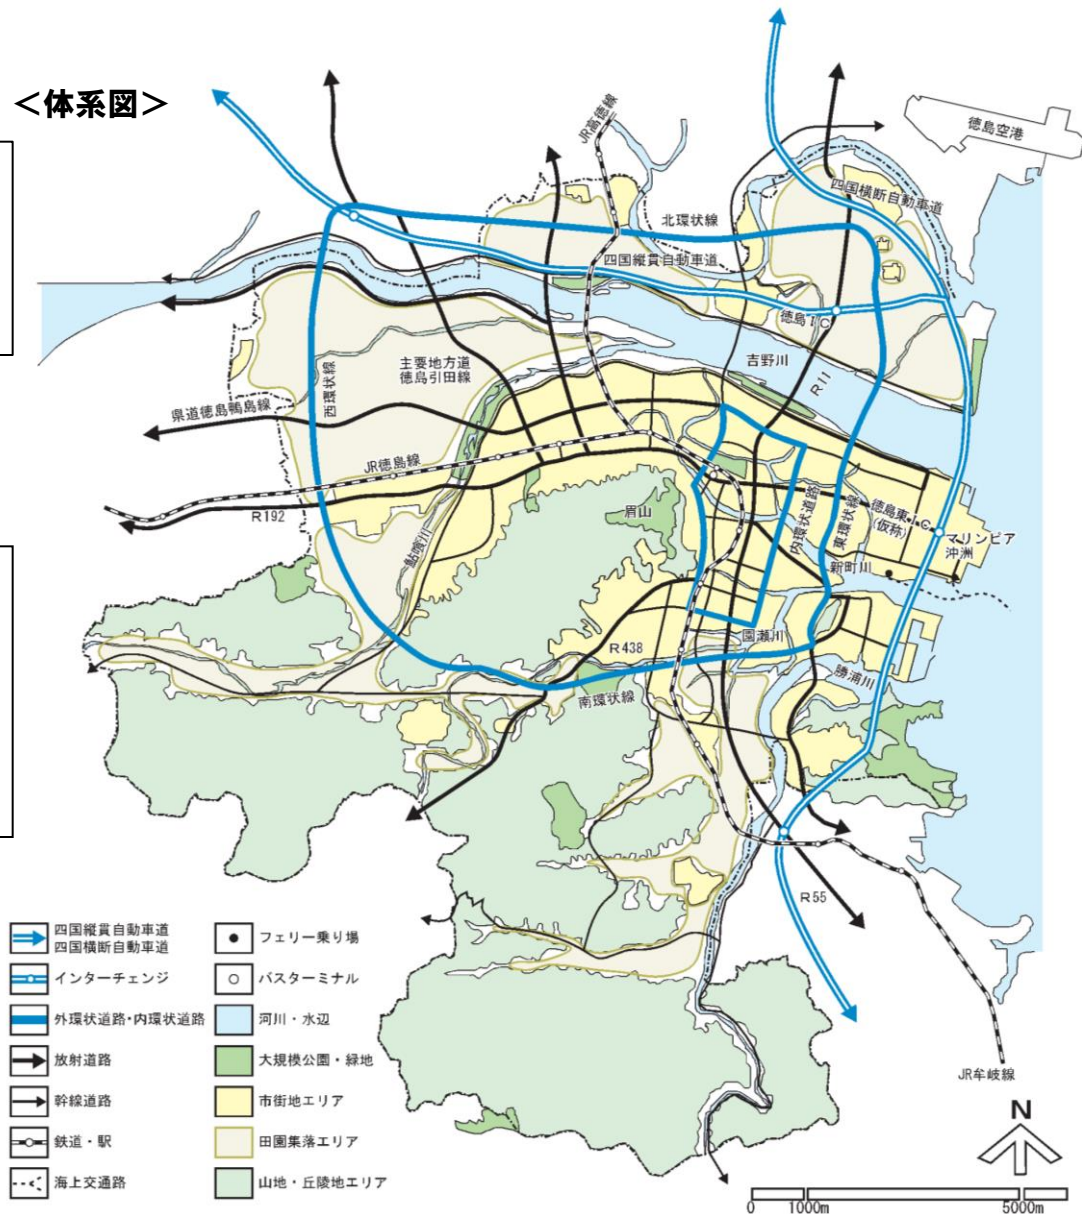 <体系図>
JR高徳線
徳島空港
四国横断自動車道
北環状線
四国縦貫自動車道
徳島IC
吉野川
R11
主要地方道
徳島引田線
西環状線
県道徳島鴨島線
JR徳島線
R192
鮎喰川
眉山
内環状道路
東環状線
徳島東IC
(仮称)
マリンピア
沖洲
新町川
園瀬川
R438
勝浦川
南環状線
R55
JR牟岐線
四国縦貫自動車道
四国横断自動車道
インターチェンジ
外環状道路・内環状道路
放射道路
幹線道路
鉄道・駅
海上交通路
フェリー乗り場
バスターミナル
河川・水辺
大規模公園・緑地
市街地エリア
田園集落エリア
山地・丘陵地エリア
N
0 1000m 5000m